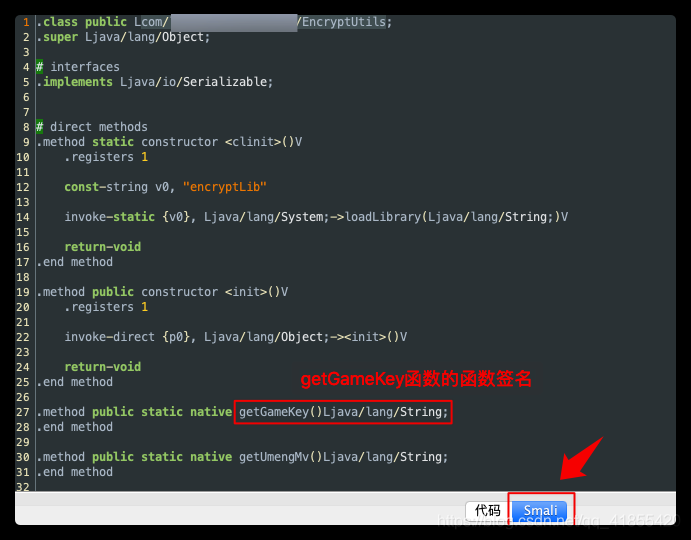 1 .class public Lcom/ /EncryptUtils;
2 .super Ljava/lang/Object;
3
4 # interfaces
5 .implements Ljava/io/Serializable;
6
7
8 # direct methods
9 .method static constructor <clinit>()V
10 .registers 1
11
12 const-string v0, "encryptLib"
13
14 invoke-static {v0}, Ljava/lang/System;->loadLibrary(Ljava/lang/String;)V
15
16 return-void
17 .end method
18
19 .method public constructor <init>()V
20 .registers 1
21
22 invoke-direct {p0}, Ljava/lang/Object;-><init>()V
23
24 return-void
25 .end method
getGameKey函数的函数签名
26
27 .method public static native getGameKey()Ljava/lang/String;
28 .end method
29
30 .method public static native getUmengMv()Ljava/lang/String;
31 .end method
32
代码 Smali
https://blog.csdn.net/qq_41855420